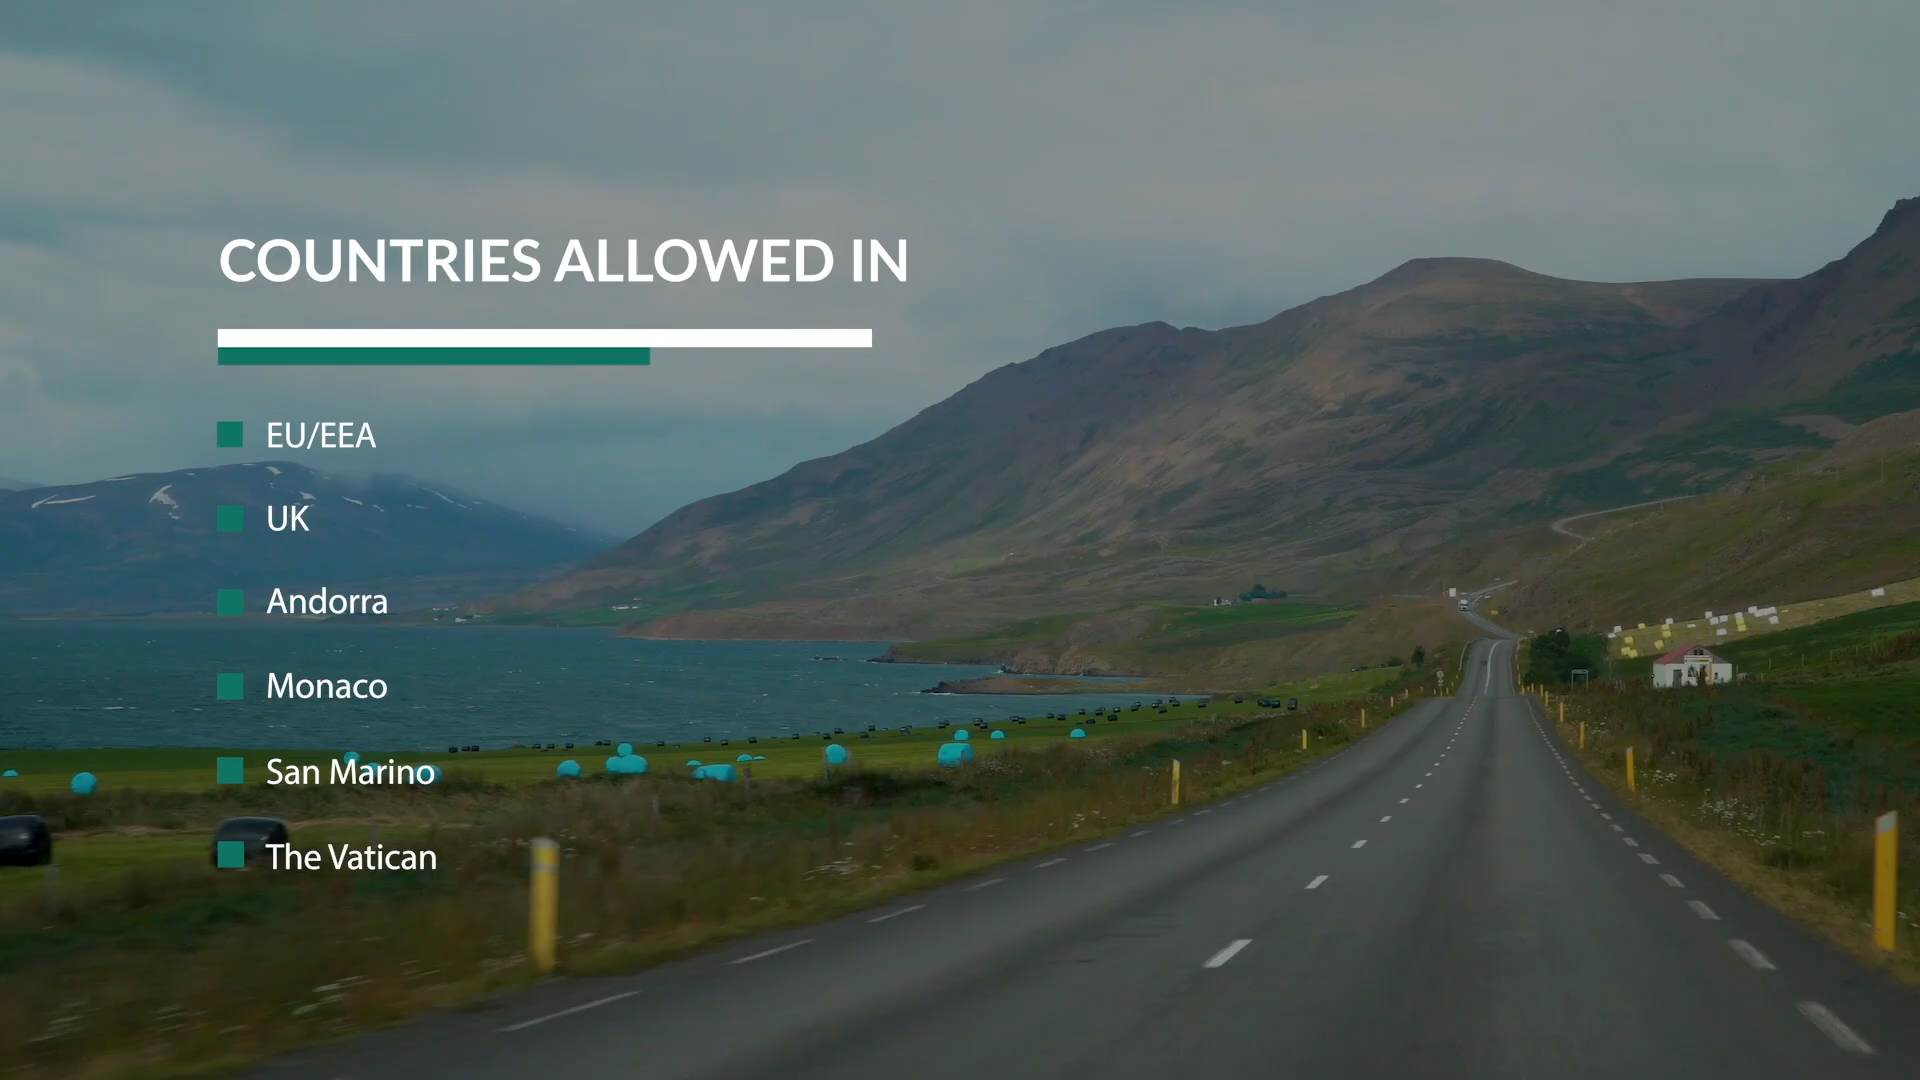 COUNTRIES ALLOWED IN
EU/EEA
UK
Andorra
Monaco
San Marino
The Vatican